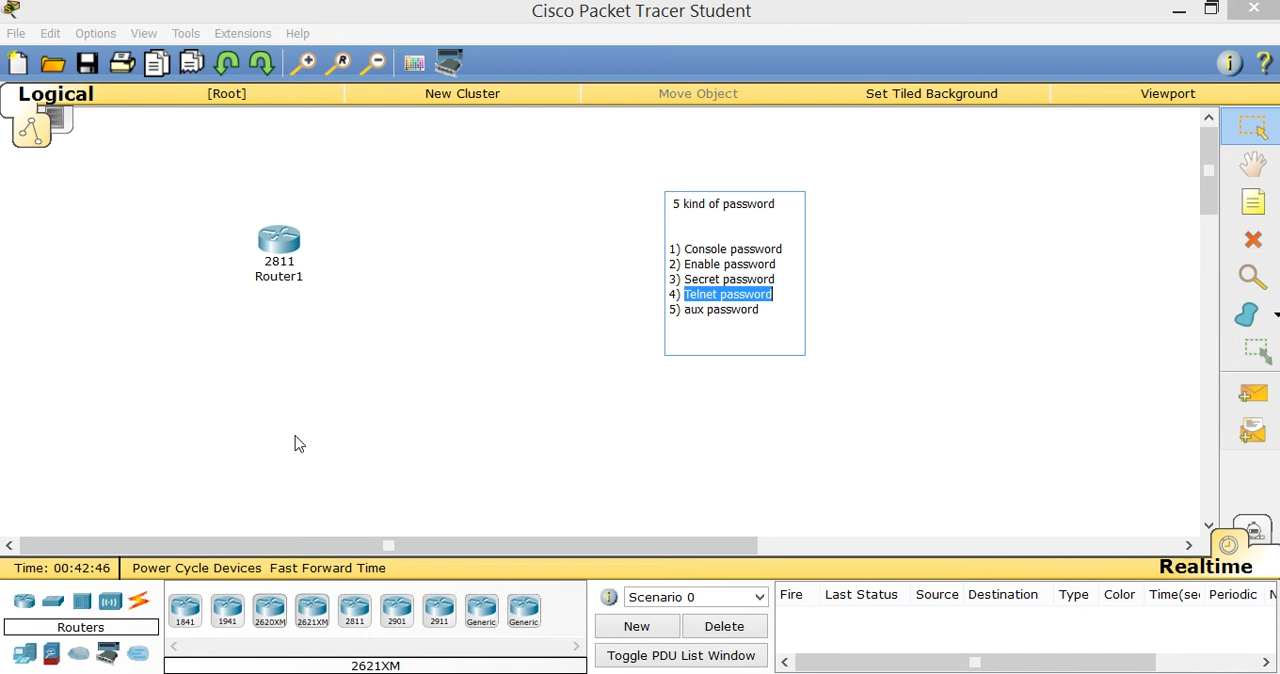 Cisco Packet Tracer Student
File Edit Options View Tools Extensions Help
Logical [Root] New Cluster Move Object Set Tiled Background Viewport
5 kind of password
1) Console password
2) Enable password
3) Secret password
4) Telnet password
5) aux password
2811
Router1
Time: 00:42:46 Power Cycle Devices Fast Forward Time Realtime
Routers
1841 1941 2620XM 2621XM 2811 2901 2911 Generic Generic
2621XM
Scenario 0
New Delete
Toggle PDU List Window
Fire Last Status Source Destination Type Color Time(sec Periodic N